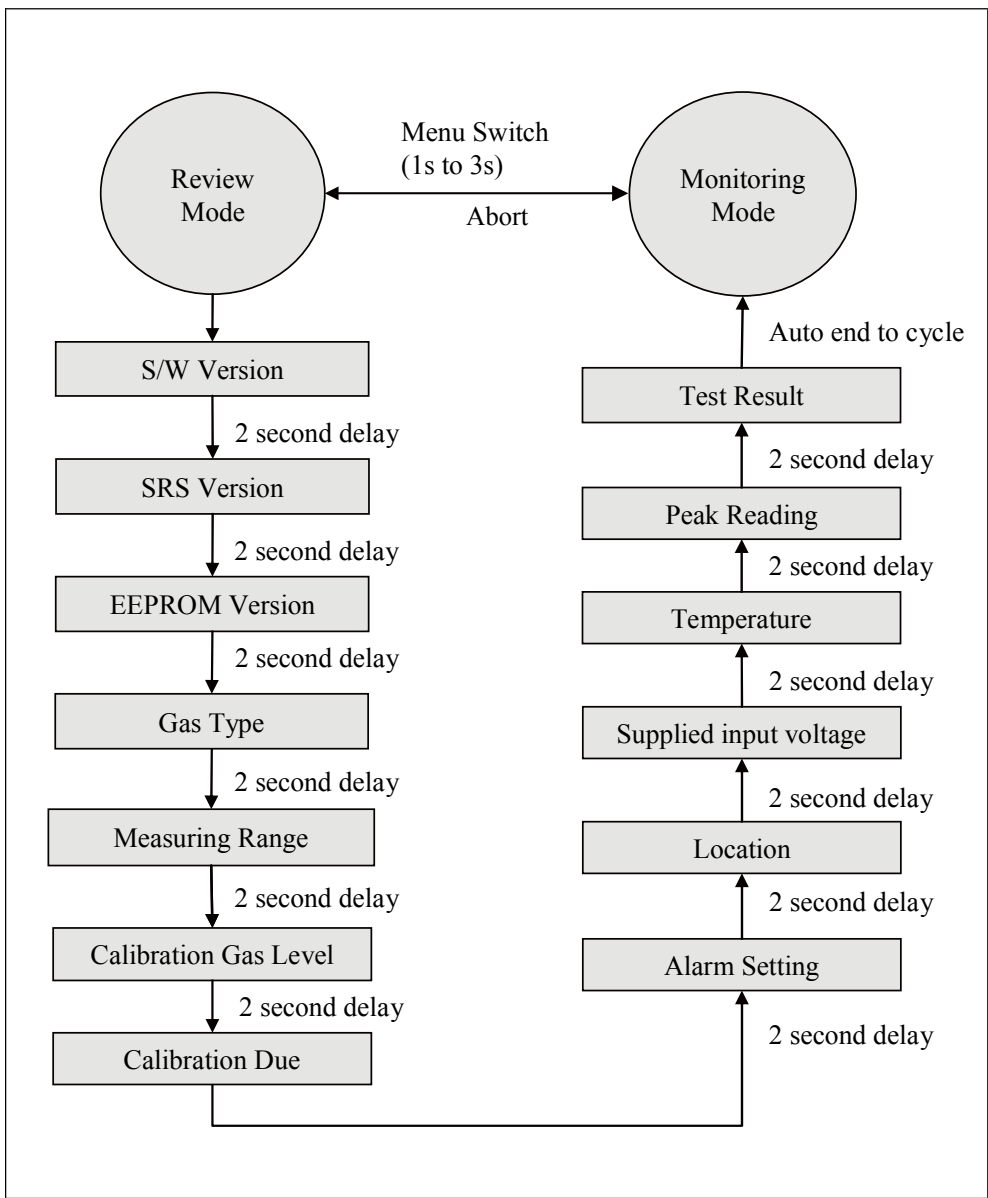 Review
Mode
Menu Switch
(1s to 3s)
Abort
Monitoring
Mode
S/W Version
2 second delay
SRS Version
2 second delay
EEPROM Version
2 second delay
Gas Type
2 second delay
Measuring Range
2 second delay
Calibration Gas Level
2 second delay
Calibration Due
2 second delay
Alarm Setting
2 second delay
Location
2 second delay
Supplied input voltage
2 second delay
Temperature
2 second delay
Peak Reading
2 second delay
Test Result
Auto end to cycle